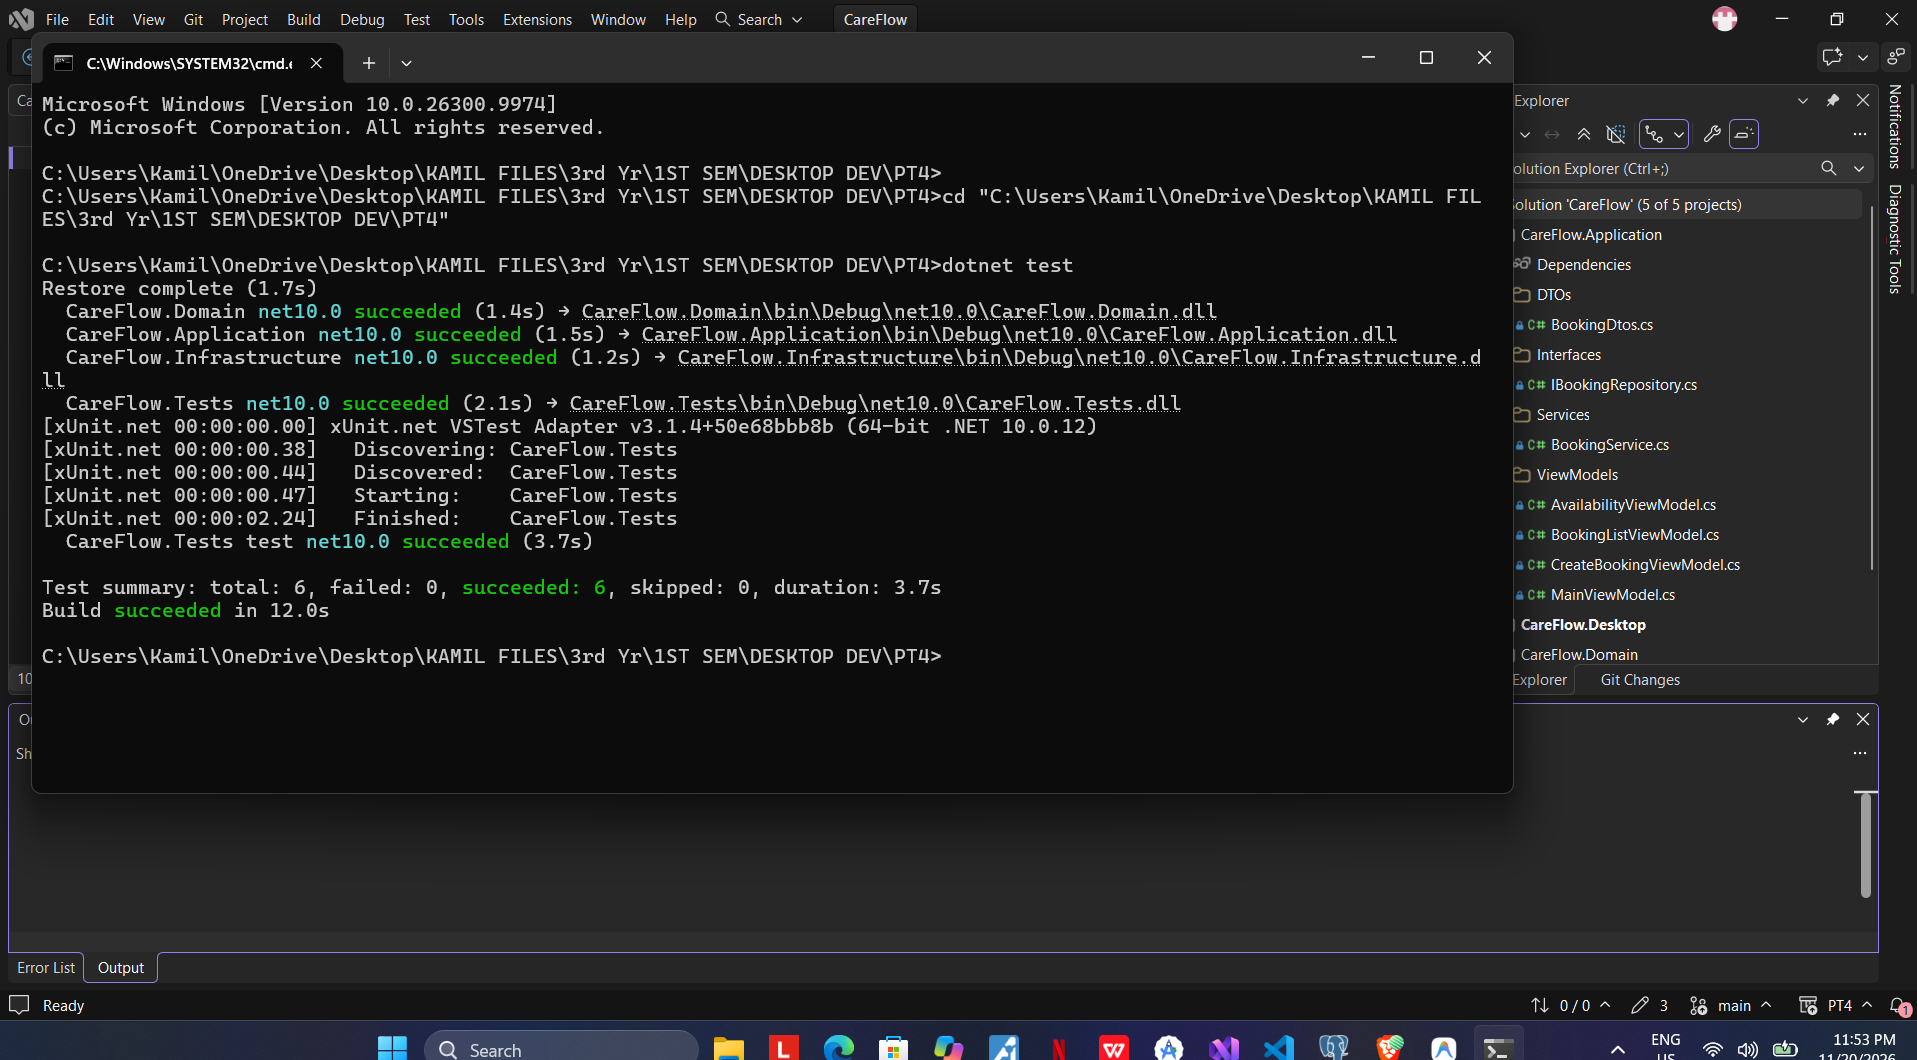 File Edit View Git Project Build Debug Test Tools Extensions Window Help Search CareFlow
C:\Windows\SYSTEM32\cmd.e
Microsoft Windows [Version 10.0.26300.9974]
(c) Microsoft Corporation. All rights reserved.
C:\Users\Kamil\OneDrive\Desktop\KAMIL FILES\3rd Yr\1ST SEM\DESKTOP DEV\PT4>
C:\Users\Kamil\OneDrive\Desktop\KAMIL FILES\3rd Yr\1ST SEM\DESKTOP DEV\PT4>cd "C:\Users\Kamil\OneDrive\Desktop\KAMIL FIL
ES\3rd Yr\1ST SEM\DESKTOP DEV\PT4"
C:\Users\Kamil\OneDrive\Desktop\KAMIL FILES\3rd Yr\1ST SEM\DESKTOP DEV\PT4>dotnet test
Restore complete (1.7s)
CareFlow.Domain net10.0 succeeded (1.4s) → CareFlow.Domain\bin\Debug\net10.0\CareFlow.Domain.dll
CareFlow.Application net10.0 succeeded (1.5s) → CareFlow.Application\bin\Debug\net10.0\CareFlow.Application.dll
CareFlow.Infrastructure net10.0 succeeded (1.2s) → CareFlow.Infrastructure\bin\Debug\net10.0\CareFlow.Infrastructure.d
ll
CareFlow.Tests net10.0 succeeded (2.1s) → CareFlow.Tests\bin\Debug\net10.0\CareFlow.Tests.dll
[xUnit.net 00:00:00.00] xUnit.net VSTest Adapter v3.1.4+50e68bbb8b (64-bit .NET 10.0.12)
[xUnit.net 00:00:00.38]   Discovering: CareFlow.Tests
[xUnit.net 00:00:00.44]   Discovered:  CareFlow.Tests
[xUnit.net 00:00:00.47]   Starting:    CareFlow.Tests
[xUnit.net 00:00:02.24]   Finished:    CareFlow.Tests
CareFlow.Tests test net10.0 succeeded (3.7s)
Test summary: total: 6, failed: 0, succeeded: 6, skipped: 0, duration: 3.7s
Build succeeded in 12.0s
C:\Users\Kamil\OneDrive\Desktop\KAMIL FILES\3rd Yr\1ST SEM\DESKTOP DEV\PT4>
Explorer
olution Explorer (Ctrl+;)
olution 'CareFlow' (5 of 5 projects)
CareFlow.Application
Dependencies
DTOs
C# BookingDtos.cs
Interfaces
C# IBookingRepository.cs
Services
C# BookingService.cs
ViewModels
C# AvailabilityViewModel.cs
C# BookingListViewModel.cs
C# CreateBookingViewModel.cs
C# MainViewModel.cs
CareFlow.Desktop
CareFlow.Domain
Explorer Git Changes
Notifications
Diagnostic Tools
Ca
10
Sh
Error List Output
Ready
0 / 0 3 main PT4 1
Search
ENG
US
11:53 PM